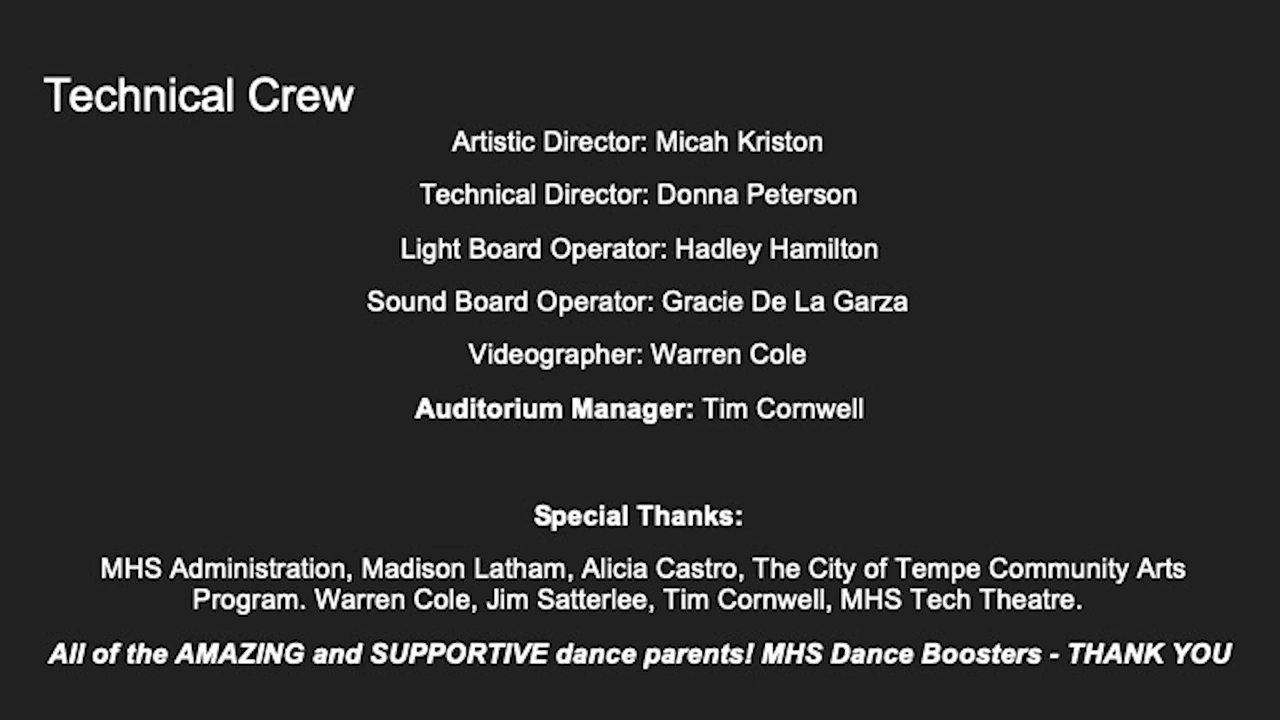 Technical Crew
Artistic Director: Micah Kriston
Technical Director: Donna Peterson
Light Board Operator: Hadley Hamilton
Sound Board Operator: Gracie De La Garza
Videographer: Warren Cole
Auditorium Manager: Tim Cornwell
Special Thanks:
MHS Administration, Madison Latham, Alicia Castro, The City of Tempe Community Arts
Program. Warren Cole, Jim Satterlee, Tim Cornwell, MHS Tech Theatre.
All of the AMAZING and SUPPORTIVE dance parents! MHS Dance Boosters - THANK YOU